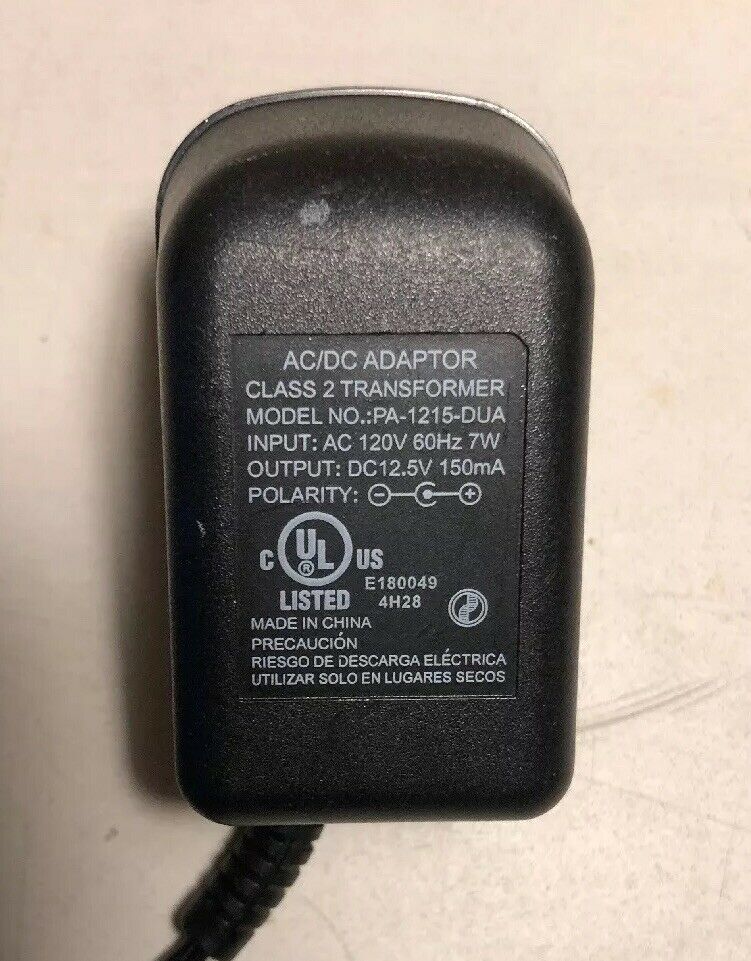 AC/DC ADAPTOR
CLASS 2 TRANSFORMER
MODEL NO.:PA-1215-DUA
INPUT: AC 120V 60Hz 7W
OUTPUT: DC12.5V 150mA
POLARITY: ⊖ ⊕
C UL ® US
LISTED
E180049
4H28
MADE IN CHINA
PRECAUCIÓN
RIESGO DE DESCARGA ELÉCTRICA
UTILIZAR SOLO EN LUGARES SECOS